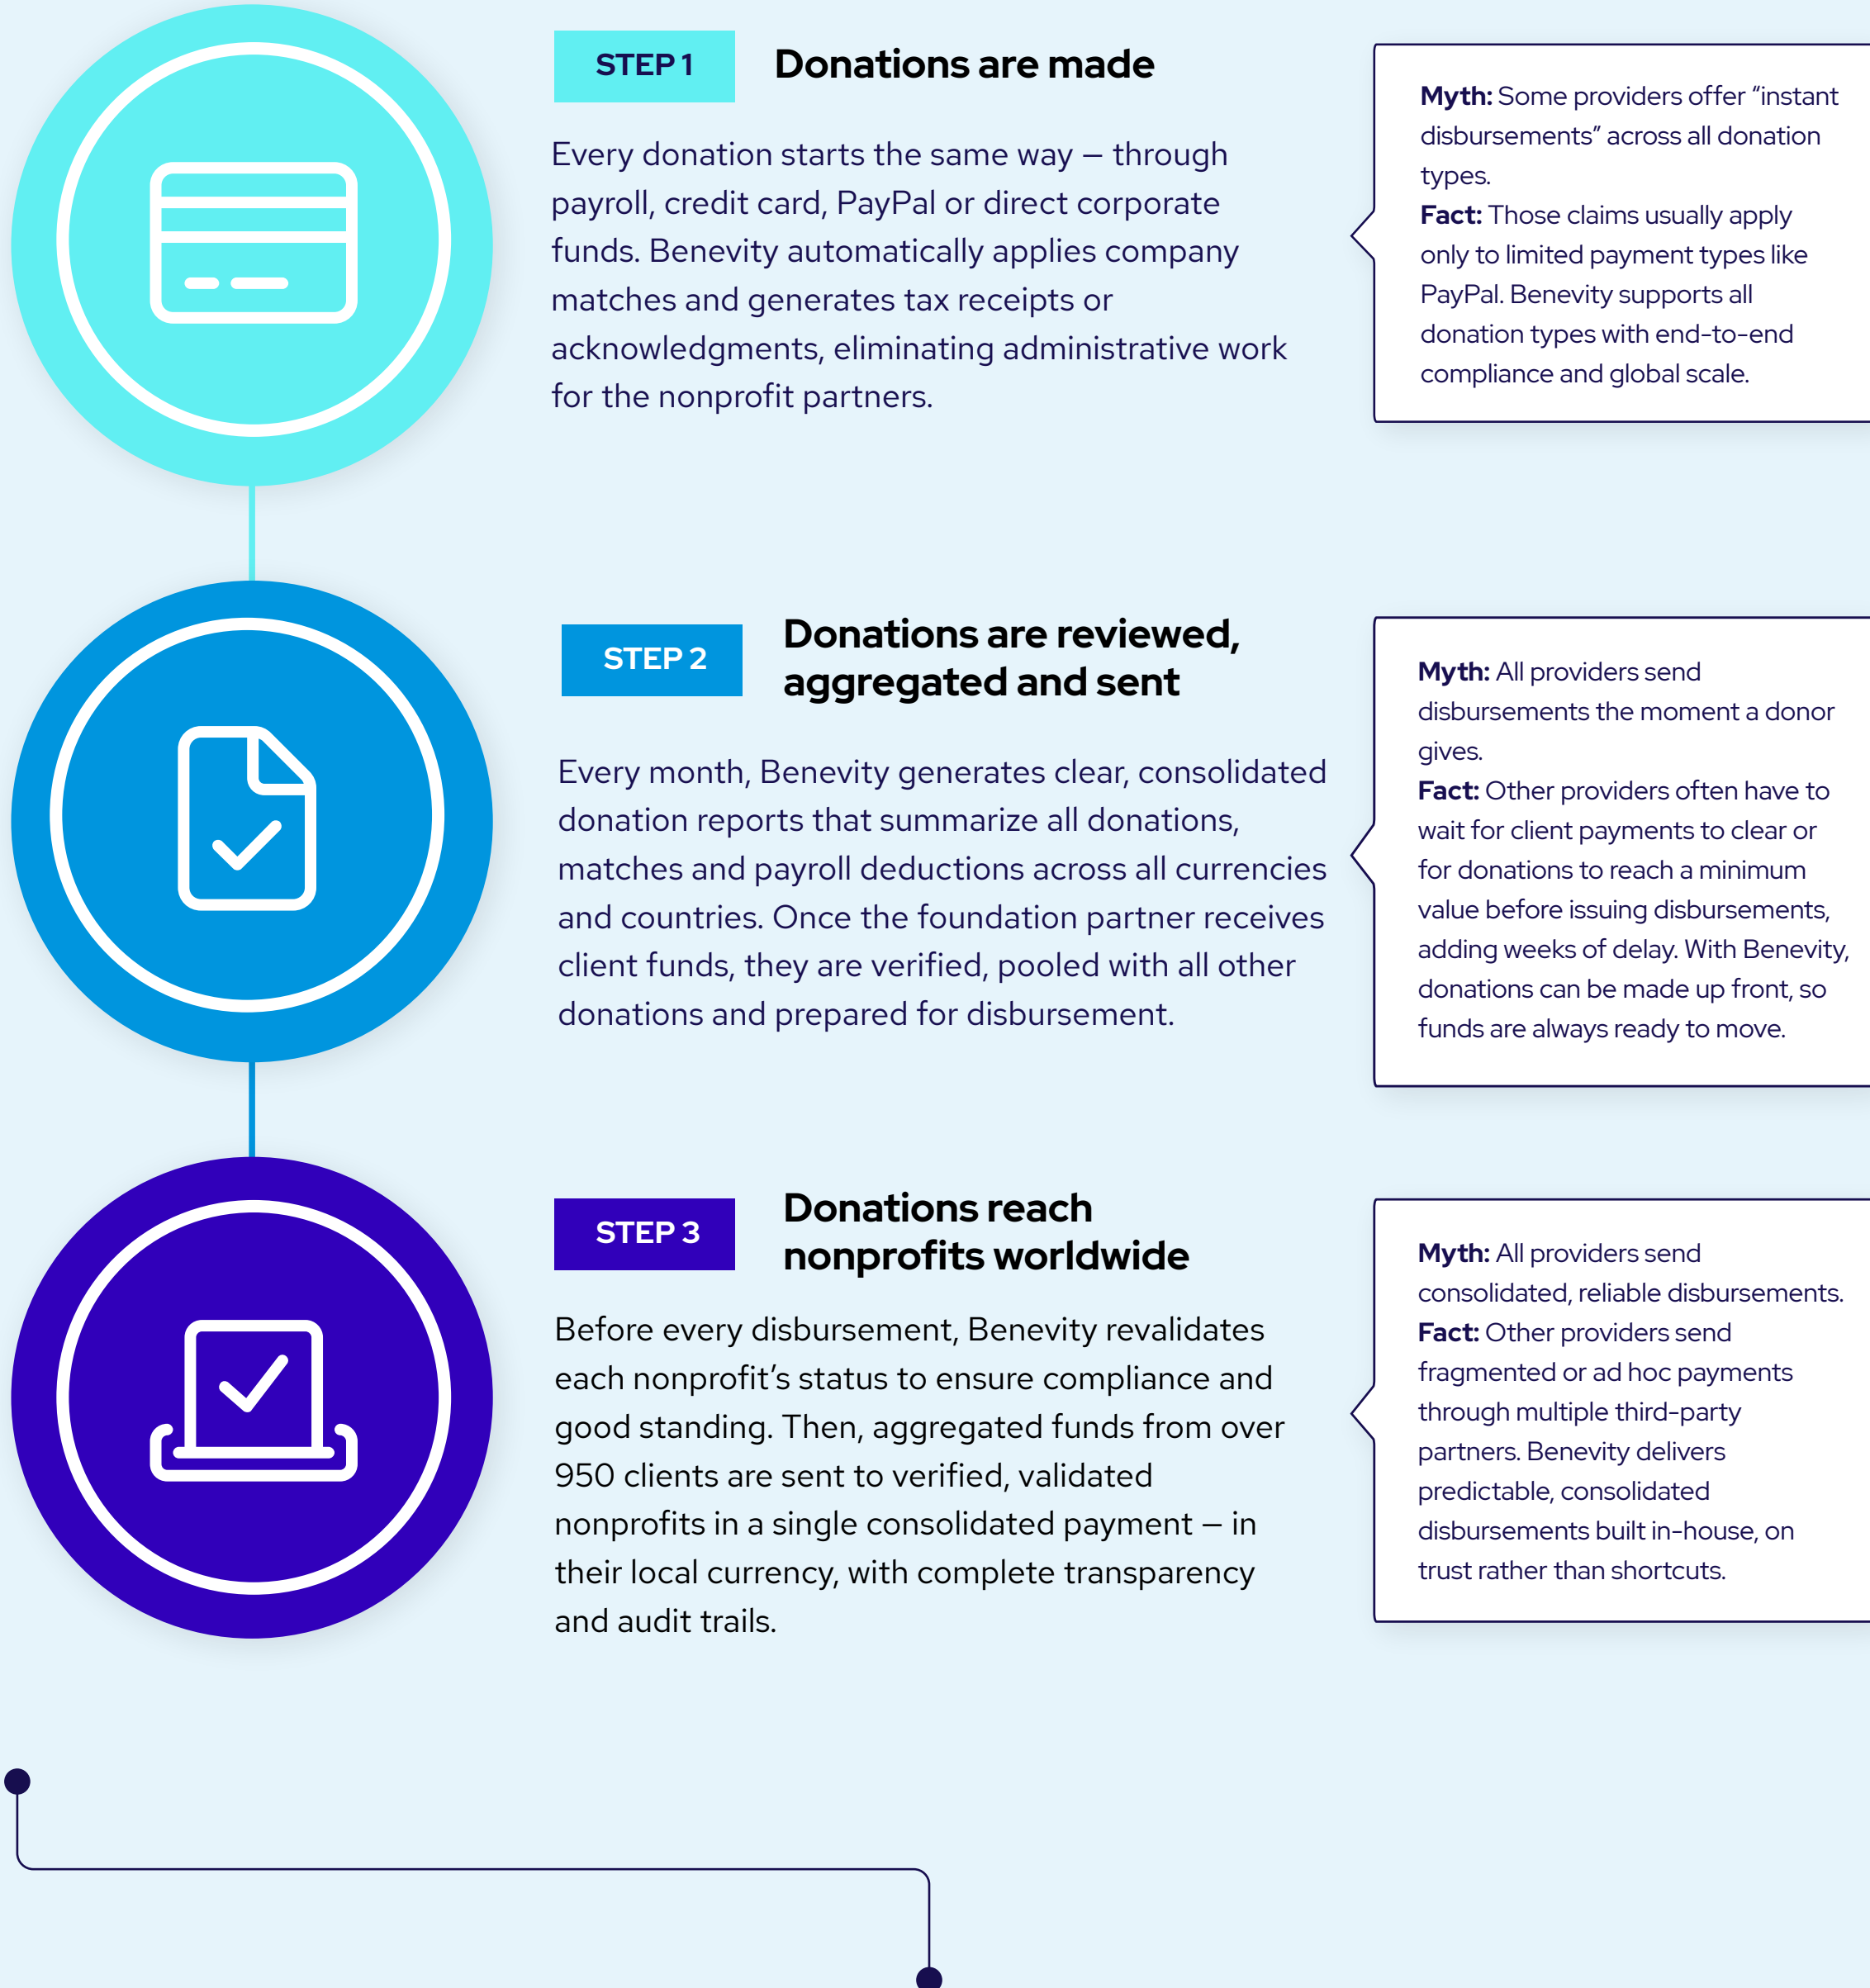 STEP 1
Donations are made
Every donation starts the same way – through
payroll, credit card, PayPal or direct corporate
funds. Benevity automatically applies company
matches and generates tax receipts or
acknowledgments, eliminating administrative work
for the nonprofit partners.
Myth: Some providers offer “instant
disbursements” across all donation
types.
Fact: Those claims usually apply
only to limited payment types like
PayPal. Benevity supports all
donation types with end-to-end
compliance and global scale.
STEP 2
Donations are reviewed,
aggregated and sent
Every month, Benevity generates clear, consolidated
donation reports that summarize all donations,
matches and payroll deductions across all currencies
and countries. Once the foundation partner receives
client funds, they are verified, pooled with all other
donations and prepared for disbursement.
Myth: All providers send
disbursements the moment a donor
gives.
Fact: Other providers often have to
wait for client payments to clear or
for donations to reach a minimum
value before issuing disbursements,
adding weeks of delay. With Benevity,
donations can be made up front, so
funds are always ready to move.
STEP 3
Donations reach
nonprofits worldwide
Before every disbursement, Benevity revalidates
each nonprofit’s status to ensure compliance and
good standing. Then, aggregated funds from over
950 clients are sent to verified, validated
nonprofits in a single consolidated payment – in
their local currency, with complete transparency
and audit trails.
Myth: All providers send
consolidated, reliable disbursements.
Fact: Other providers send
fragmented or ad hoc payments
through multiple third-party
partners. Benevity delivers
predictable, consolidated
disbursements built in-house, on
trust rather than shortcuts.